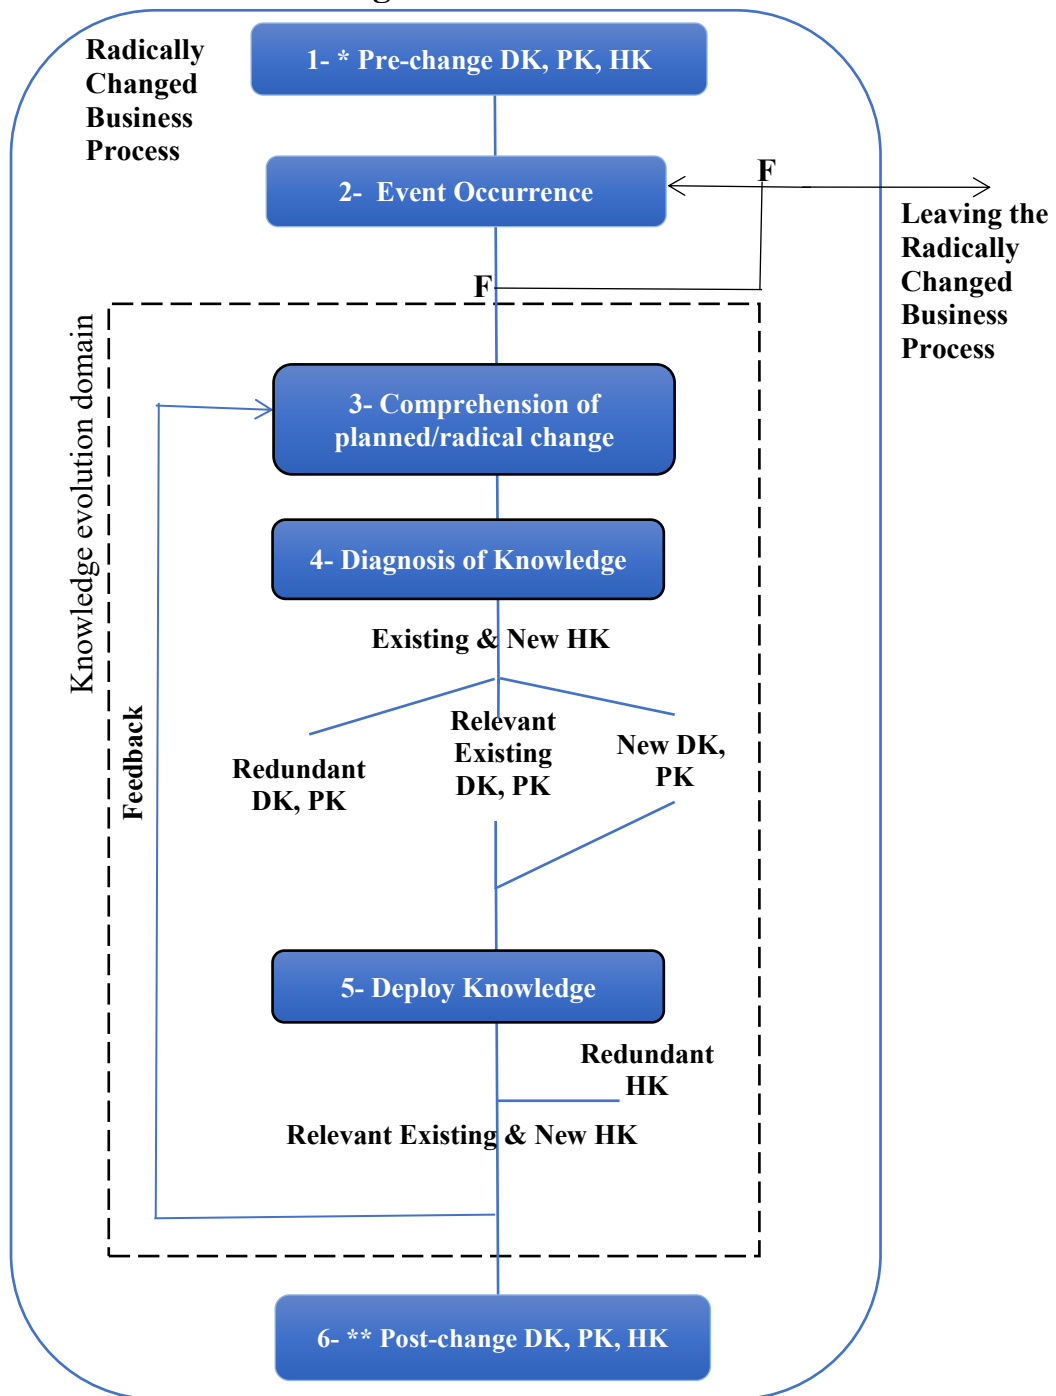 Radically
Changed
Business
Process
1- * Pre-change DK, PK, HK
2- Event Occurrence
F
Leaving the
Radically
Changed
Business
Process
F
Knowledge evolution domain
3- Comprehension of
planned/radical change
4- Diagnosis of Knowledge
Existing & New HK
Feedback
Redundant
DK, PK
Relevant
Existing
DK, PK
New DK,
PK
5- Deploy Knowledge
Redundant
HK
Relevant Existing & New HK
6- ** Post-change DK, PK, HK